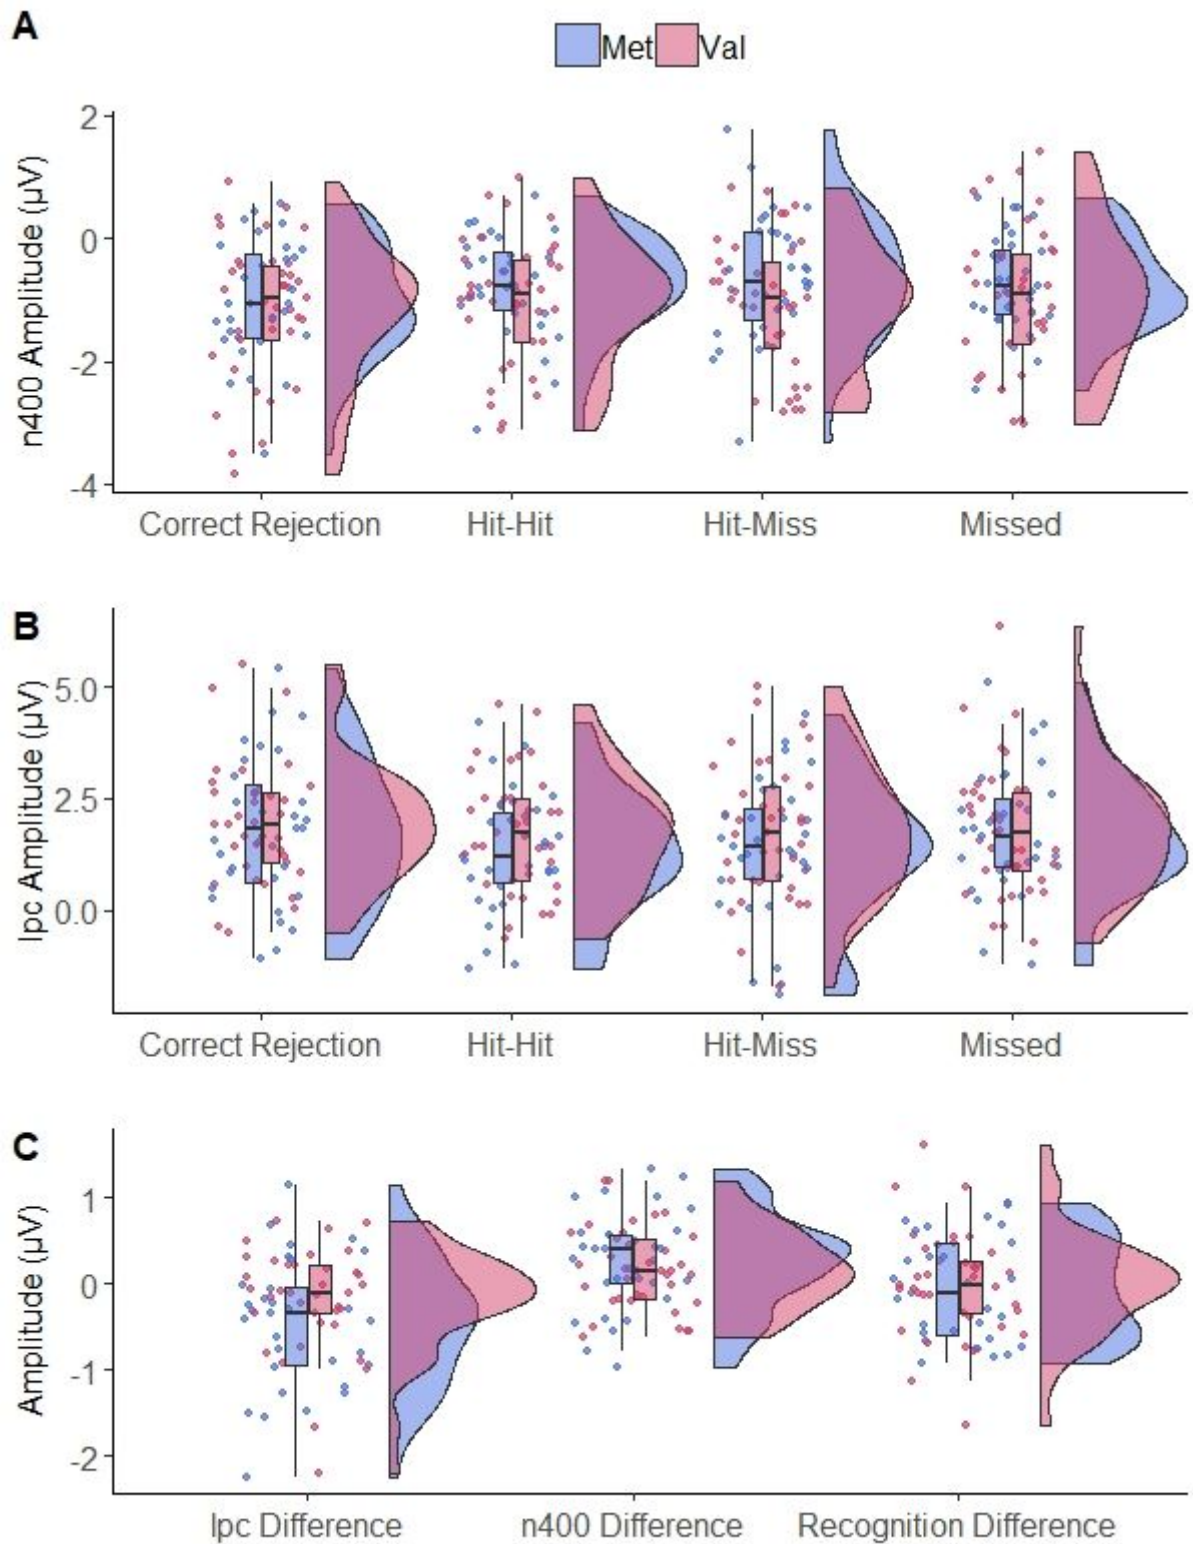 A
Met Val
n400 Amplitude (µV)
2
0
-2
-4
Correct Rejection Hit-Hit Hit-Miss Missed
B
lpc Amplitude (µV)
5.0
2.5
0.0
Correct Rejection Hit-Hit Hit-Miss Missed
C
Amplitude (µV)
1
0
-1
-2
lpc Difference n400 Difference Recognition Difference